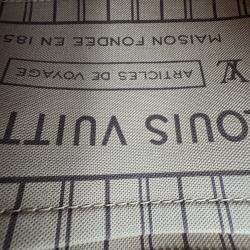 LOUIS VUITT
ARTICLES DE VOYAGE
MAISON FONDEE EN 185